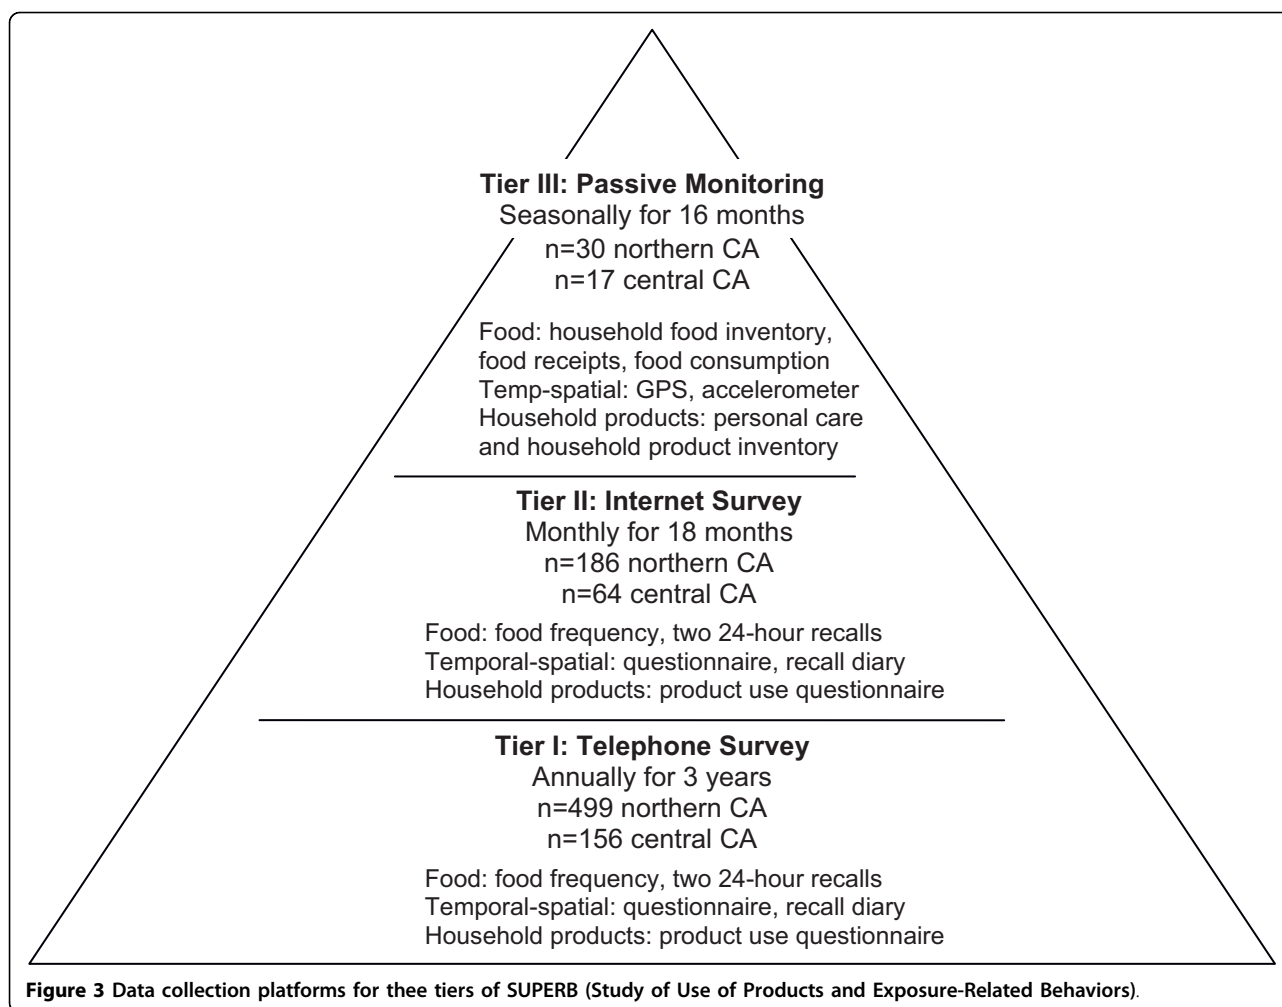 Tier III: Passive Monitoring
Seasonally for 16 months
n=30 northern CA
n=17 central CA
Food: household food inventory,
food receipts, food consumption
Temp-spatial: GPS, accelerometer
Household products: personal care
and household product inventory
Tier II: Internet Survey
Monthly for 18 months
n=186 northern CA
n=64 central CA
Food: food frequency, two 24-hour recalls
Temporal-spatial: questionnaire, recall diary
Household products: product use questionnaire
Tier I: Telephone Survey
Annually for 3 years
n=499 northern CA
n=156 central CA
Food: food frequency, two 24-hour recalls
Temporal-spatial: questionnaire, recall diary
Household products: product use questionnaire
Figure 3 Data collection platforms for thee tiers of SUPERB (Study of Use of Products and Exposure-Related Behaviors).